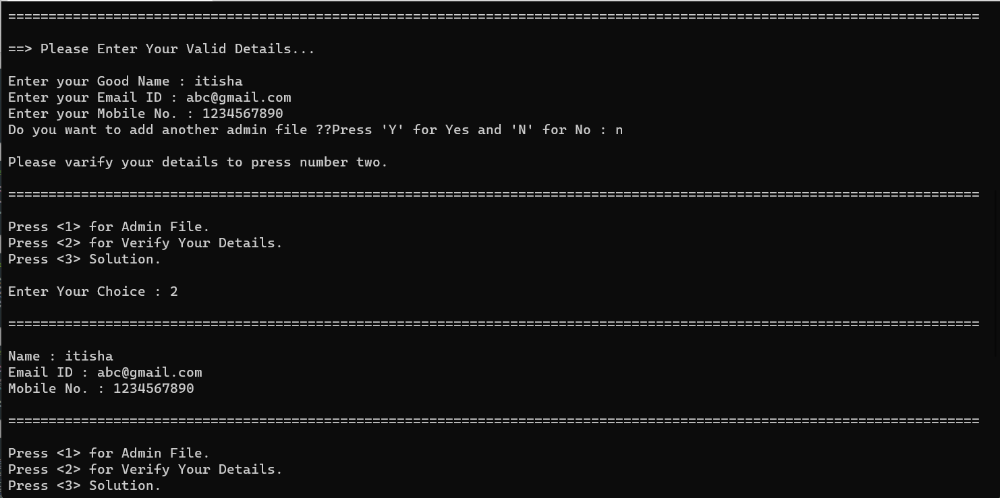 ========================================================================================================================
==> Please Enter Your Valid Details...
Enter your Good Name : itisha
Enter your Email ID : abc@gmail.com
Enter your Mobile No. : 1234567890
Do you want to add another admin file ??Press 'Y' for Yes and 'N' for No : n
Please varify your details to press number two.
========================================================================================================================
Press <1> for Admin File.
Press <2> for Verify Your Details.
Press <3> Solution.
Enter Your Choice : 2
========================================================================================================================
Name : itisha
Email ID : abc@gmail.com
Mobile No. : 1234567890
========================================================================================================================
Press <1> for Admin File.
Press <2> for Verify Your Details.
Press <3> Solution.